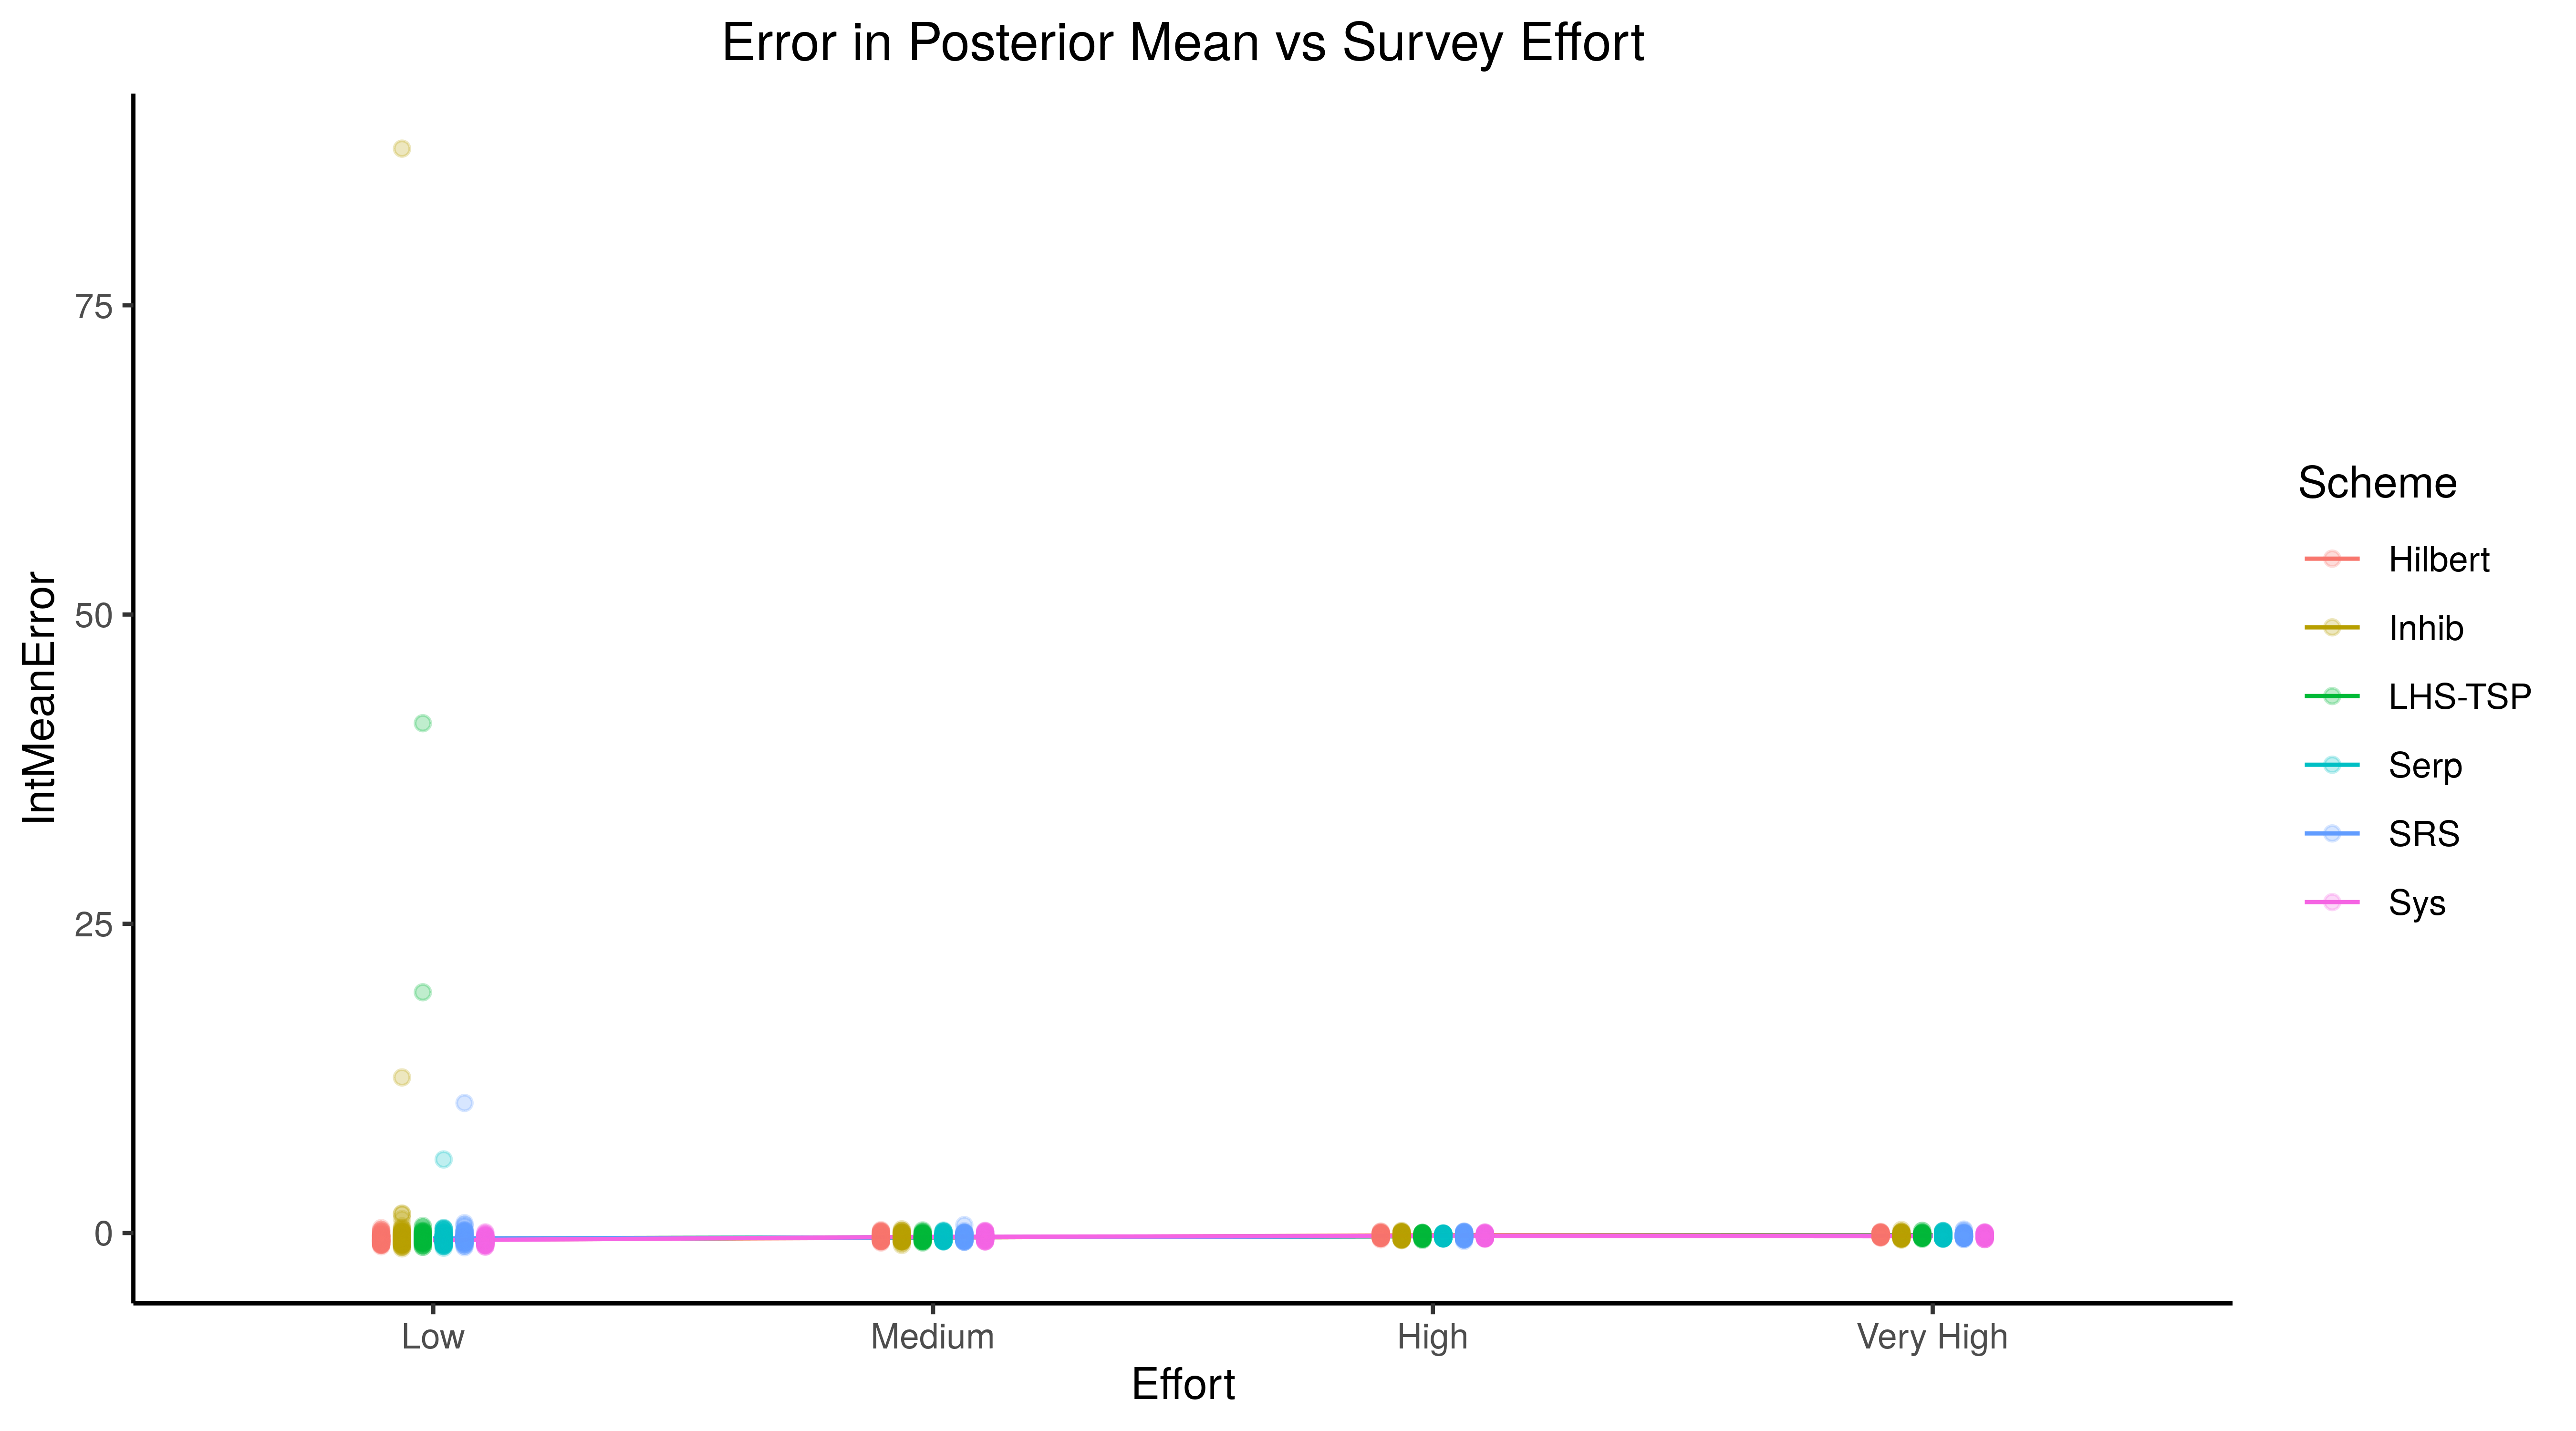 Error in Posterior Mean vs Survey Effort
IntMeanError
75
50
25
0
Low
Medium
High
Very High
Effort
Scheme
Hilbert
Inhib
LHS-TSP
Serp
SRS
Sys